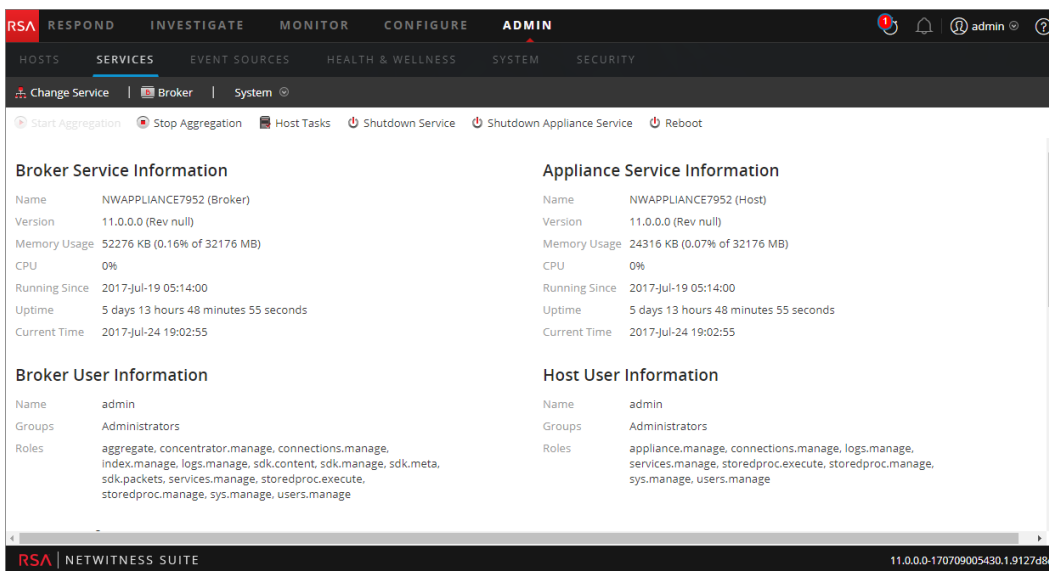 RSA RESPOND INVESTIGATE MONITOR CONFIGURE ADMIN 1 admin ?
HOSTS SERVICES EVENT SOURCES HEALTH & WELLNESS SYSTEM SECURITY
Change Service | b Broker | System
Start Aggregation Stop Aggregation Host Tasks Shutdown Service Shutdown Appliance Service Reboot
Broker Service Information
Name NWAPPLIANCE7952 (Broker)
Version 11.0.0.0 (Rev null)
Memory Usage 52276 KB (0.16% of 32176 MB)
CPU 0%
Running Since 2017-Jul-19 05:14:00
Uptime 5 days 13 hours 48 minutes 55 seconds
Current Time 2017-Jul-24 19:02:55
Appliance Service Information
Name NWAPPLIANCE7952 (Host)
Version 11.0.0.0 (Rev null)
Memory Usage 24316 KB (0.07% of 32176 MB)
CPU 0%
Running Since 2017-Jul-19 05:14:00
Uptime 5 days 13 hours 48 minutes 55 seconds
Current Time 2017-Jul-24 19:02:55
Broker User Information
Name admin
Groups Administrators
Roles aggregate, concentrator.manage, connections.manage,
index.manage, logs.manage, sdk.content, sdk.manage, sdk.meta,
sdk.packets, services.manage, storedproc.execute,
storedproc.manage, sys.manage, users.manage
Host User Information
Name admin
Groups Administrators
Roles appliance.manage, connections.manage, logs.manage,
services.manage, storedproc.execute, storedproc.manage,
sys.manage, users.manage
RSA | NETWITNESS SUITE
11.0.0.0-170709005430.1.9127d8